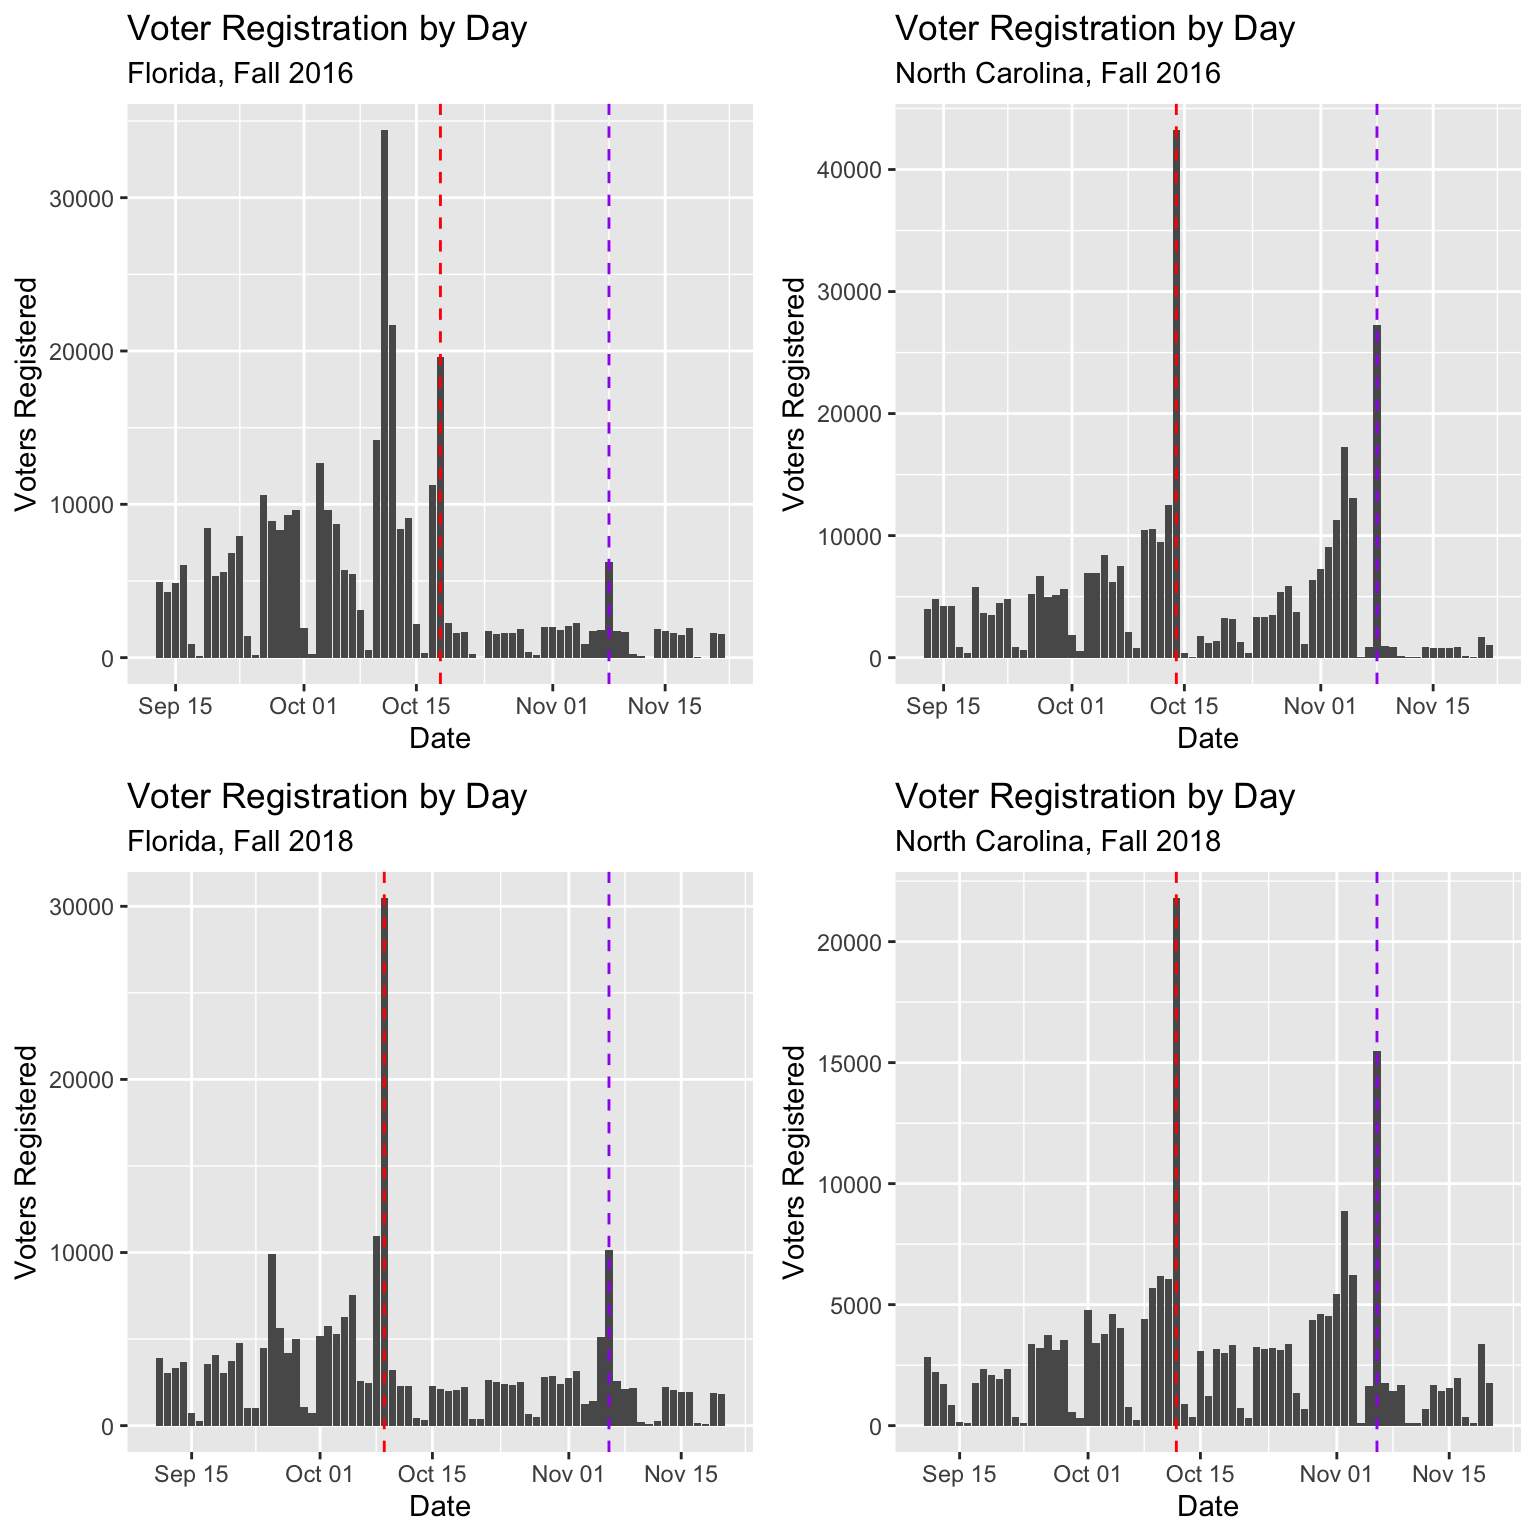 Voter Registration by Day
Florida, Fall 2016
Voters Registered
30000
20000
10000
0
Sep 15 Oct 01 Oct 15 Nov 01 Nov 15
Date
Voter Registration by Day
North Carolina, Fall 2016
Voters Registered
40000
30000
20000
10000
0
Sep 15 Oct 01 Oct 15 Nov 01 Nov 15
Date
Voter Registration by Day
Florida, Fall 2018
Voters Registered
30000
20000
10000
0
Sep 15 Oct 01 Oct 15 Nov 01 Nov 15
Date
Voter Registration by Day
North Carolina, Fall 2018
Voters Registered
20000
15000
10000
5000
0
Sep 15 Oct 01 Oct 15 Nov 01 Nov 15
Date